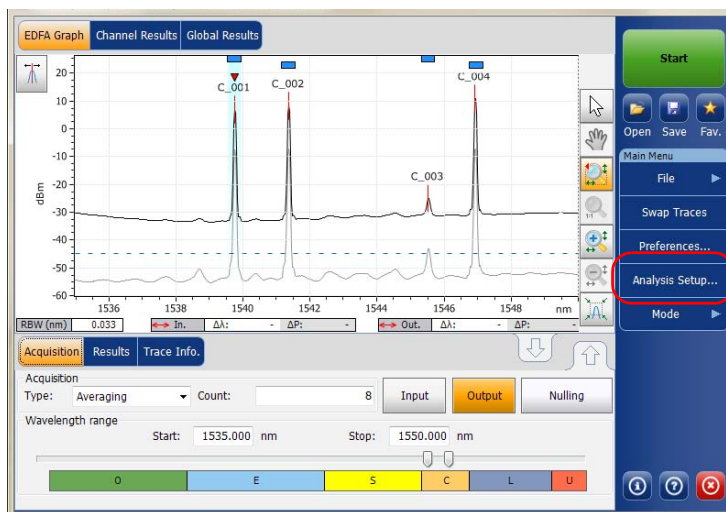 EDFA Graph Channel Results Global Results
Start
Open Save Fav.
Main Menu
File
Swap Traces
Preferences...
Analysis Setup...
Mode
20
10
0
-10
-20
-30
-40
-50
-60
dBm
C_001
C_002
C_003
C_004
1:1
1536 1538 1540 1542 1544 1546 1548 nm
RBW (nm) 0.033 In. Δλ: - ΔP: - Out. Δλ: - ΔP: -
Acquisition Results Trace Info.
Acquisition
Type: Averaging Count: 8 Input Output Nulling
Wavelength range
Start: 1535.000 nm Stop: 1550.000 nm
O E S C L U